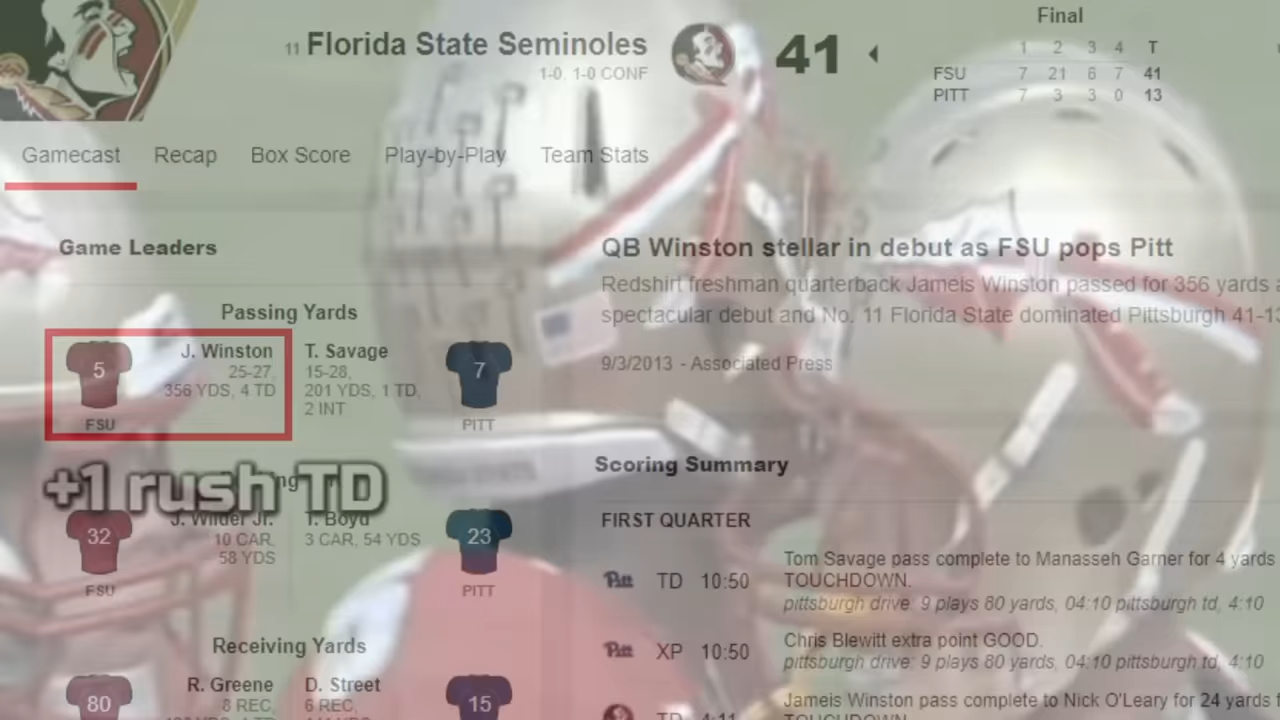 11 Florida State Seminoles
1-0, 1-0 CONF
41
Final
1 2 3 4 T
FSU 7 21 6 7 41
PITT 7 3 3 0 13
Gamecast Recap Box Score Play-by-Play Team Stats
Game Leaders
Passing Yards
5
FSU
J. Winston
25-27,
356 YDS, 4 TD
T. Savage
15-28,
201 YDS, 1 TD,
2 INT
7
PITT
+1 rush TD
32
FSU
J. Wilder Jr.
10 CAR,
58 YDS
T. Boyd
3 CAR, 54 YDS
23
PITT
Receiving Yards
80
R. Greene
8 REC,
D. Street
6 REC,
15
QB Winston stellar in debut as FSU pops Pitt
Redshirt freshman quarterback Jameis Winston passed for 356 yards
spectacular debut and No. 11 Florida State dominated Pittsburgh 41-13
9/3/2013 - Associated Press
Scoring Summary
FIRST QUARTER
Pitt TD 10:50
Tom Savage pass complete to Manasseh Garner for 4 yards
TOUCHDOWN.
pittsburgh drive: 9 plays 80 yards, 04:10 pittsburgh td, 4:10
Pitt XP 10:50
Chris Blewitt extra point GOOD.
pittsburgh drive: 9 plays 80 yards, 04:10 pittsburgh td, 4:10
TD 4:11
Jameis Winston pass complete to Nick O'Leary for 24 yards
TOUCHDOWN.